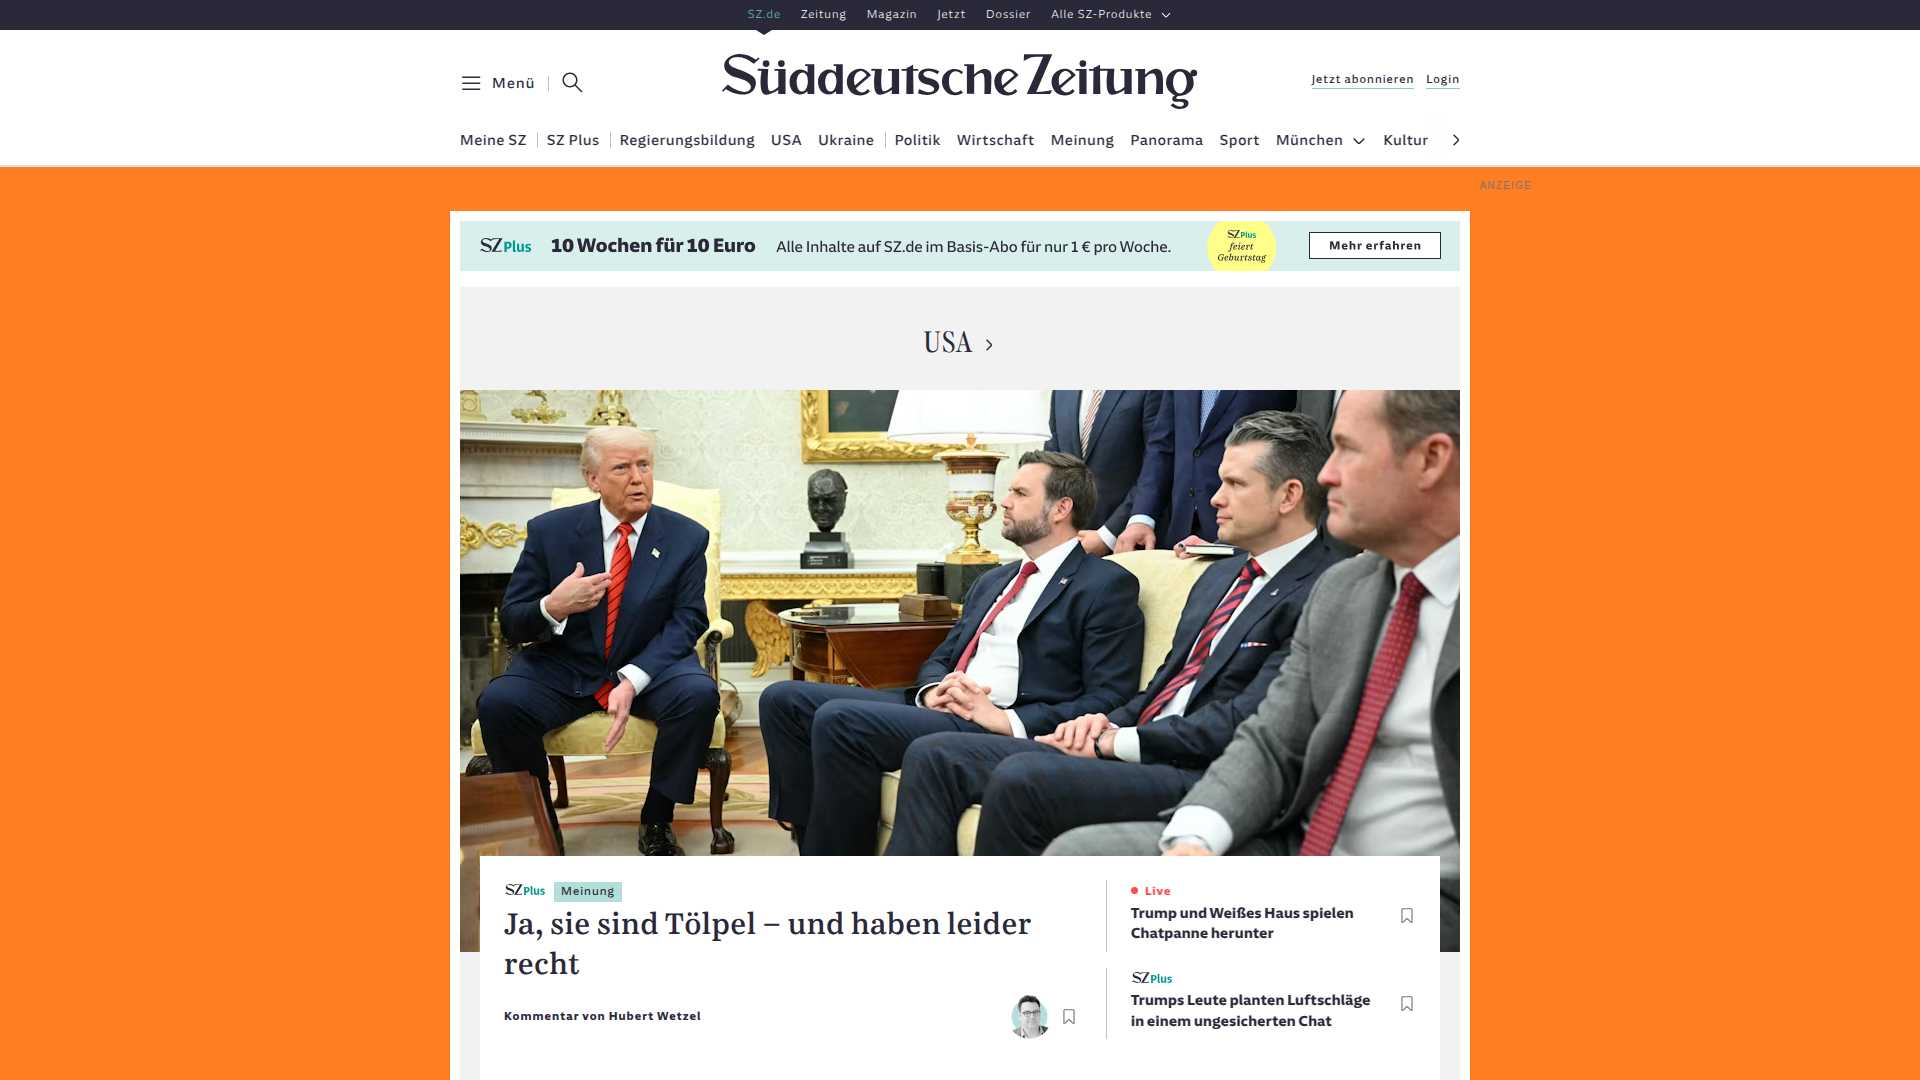 SZ.de Zeitung Magazin Jetzt Dossier Alle SZ-Produkte
Menü
Süddeutsche Zeitung
Jetzt abonnieren Login
Meine SZ SZ Plus Regierungsbildung USA Ukraine Politik Wirtschaft Meinung Panorama Sport München Kultur
ANZEIGE
SZ Plus 10 Wochen für 10 Euro Alle Inhalte auf SZ.de im Basis-Abo für nur 1 € pro Woche.
SZ Plus
feiert
Geburtstag
Mehr erfahren
USA
SZ Plus Meinung
Ja, sie sind Tölpel – und haben leider
recht
Kommentar von Hubert Wetzel
Live
Trump und Weißes Haus spielen
Chatpanne herunter
SZ Plus
Trumps Leute planten Luftschläge
in einem ungesicherten Chat